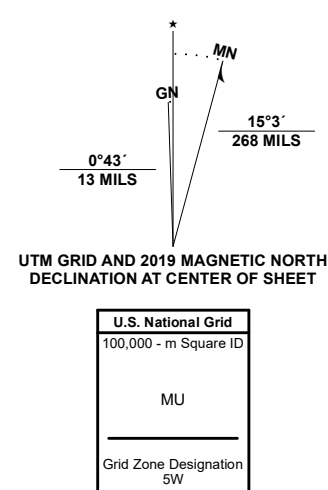 ★
MN
GN
15°3´
268 MILS
0°43´
13 MILS
UTM GRID AND 2019 MAGNETIC NORTH
DECLINATION AT CENTER OF SHEET
U.S. National Grid
100,000 - m Square ID
MU
Grid Zone Designation
5W